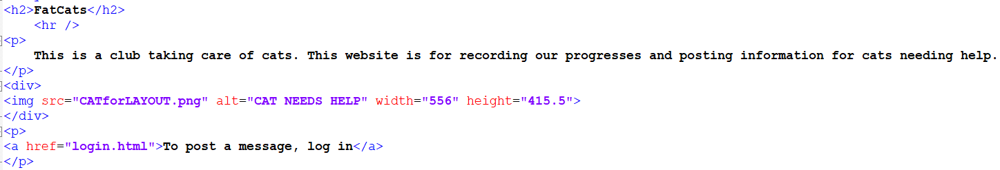 <h2>FatCats</h2>
<hr />
<p>
This is a club taking care of cats. This website is for recording our progresses and posting information for cats needing help.
</p>
<div>
<img src="CATforLAYOUT.png" alt="CAT NEEDS HELP" width="556" height="415.5">
</div>
<p>
<a href="login.html">To post a message, log in</a>
</p>